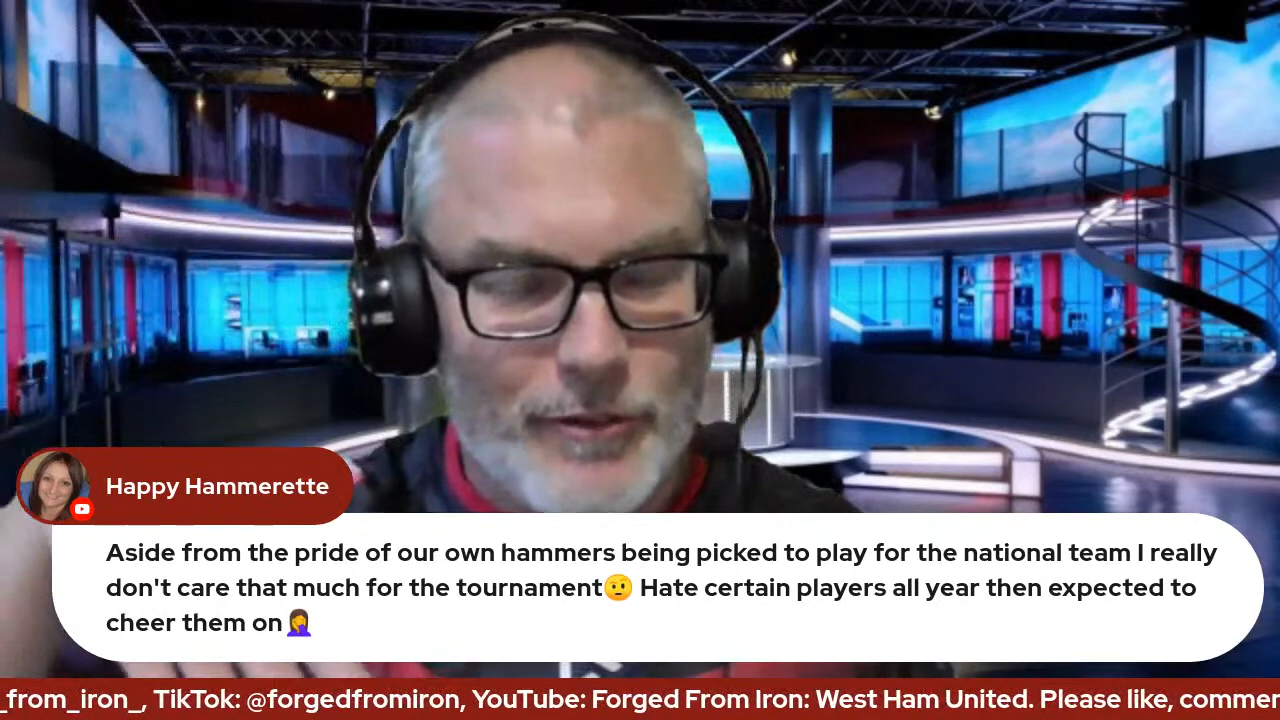 Happy Hammerette
Aside from the pride of our own hammers being picked to play for the national team I really
don't care that much for the tournament🤨 Hate certain players all year then expected to
cheer them on🤦‍♀️
_from_iron_, TikTok: @forgedfromiron, YouTube: Forged From Iron: West Ham United. Please like, commen